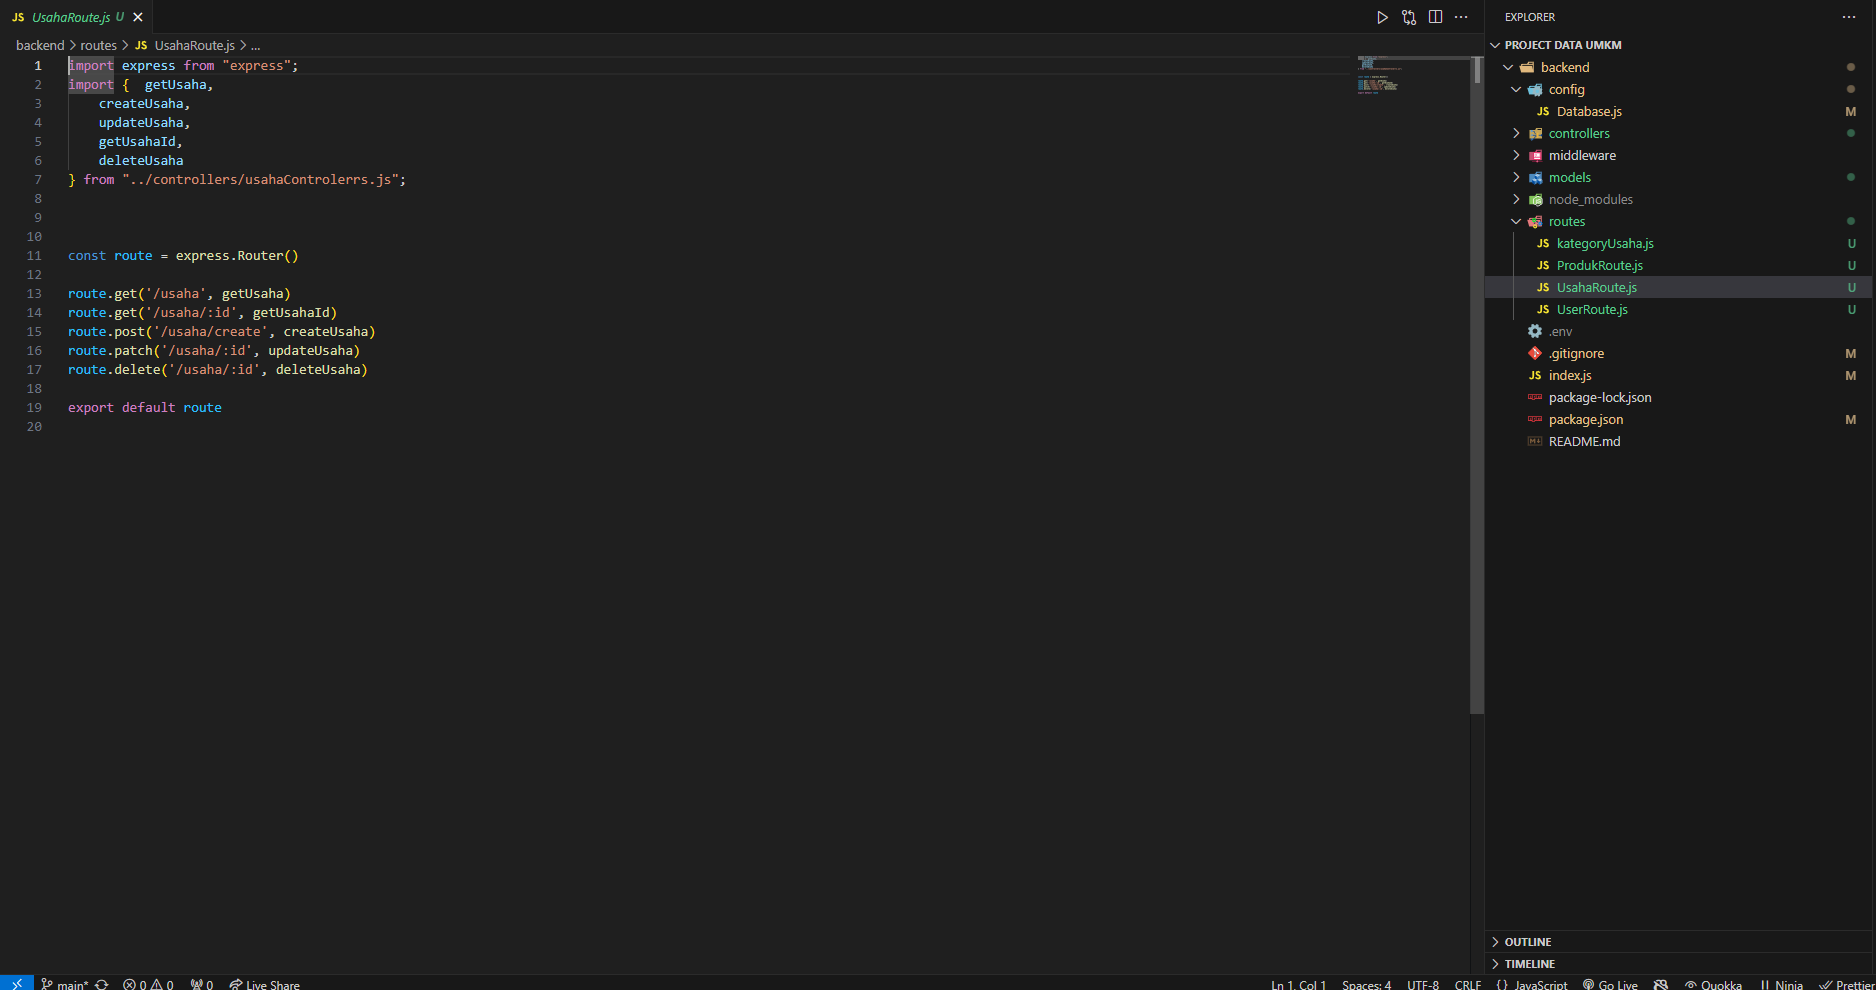 JS UsahaRoute.js U
backend > routes > JS UsahaRoute.js > ...
1 import express from "express";
2 import {  getUsaha,
3     createUsaha,
4     updateUsaha,
5     getUsahaId,
6     deleteUsaha
7 } from "../controllers/usahaControlerrs.js";
8
9
10
11 const route = express.Router()
12
13 route.get('/usaha', getUsaha)
14 route.get('/usaha/:id', getUsahaId)
15 route.post('/usaha/create', createUsaha)
16 route.patch('/usaha/:id', updateUsaha)
17 route.delete('/usaha/:id', deleteUsaha)
18
19 export default route
20
EXPLORER
PROJECT DATA UMKM
backend
config
JS Database.js M
controllers
middleware
models
node_modules
routes
JS kategoryUsaha.js U
JS ProdukRoute.js U
JS UsahaRoute.js U
JS UserRoute.js U
.env
.gitignore M
JS index.js M
package-lock.json
package.json M
README.md
OUTLINE
TIMELINE
main* 0 0 0 Live Share
Ln 1, Col 1 Spaces: 4 UTF-8 CRLF {} JavaScript Go Live Quokka Ninja Prettier